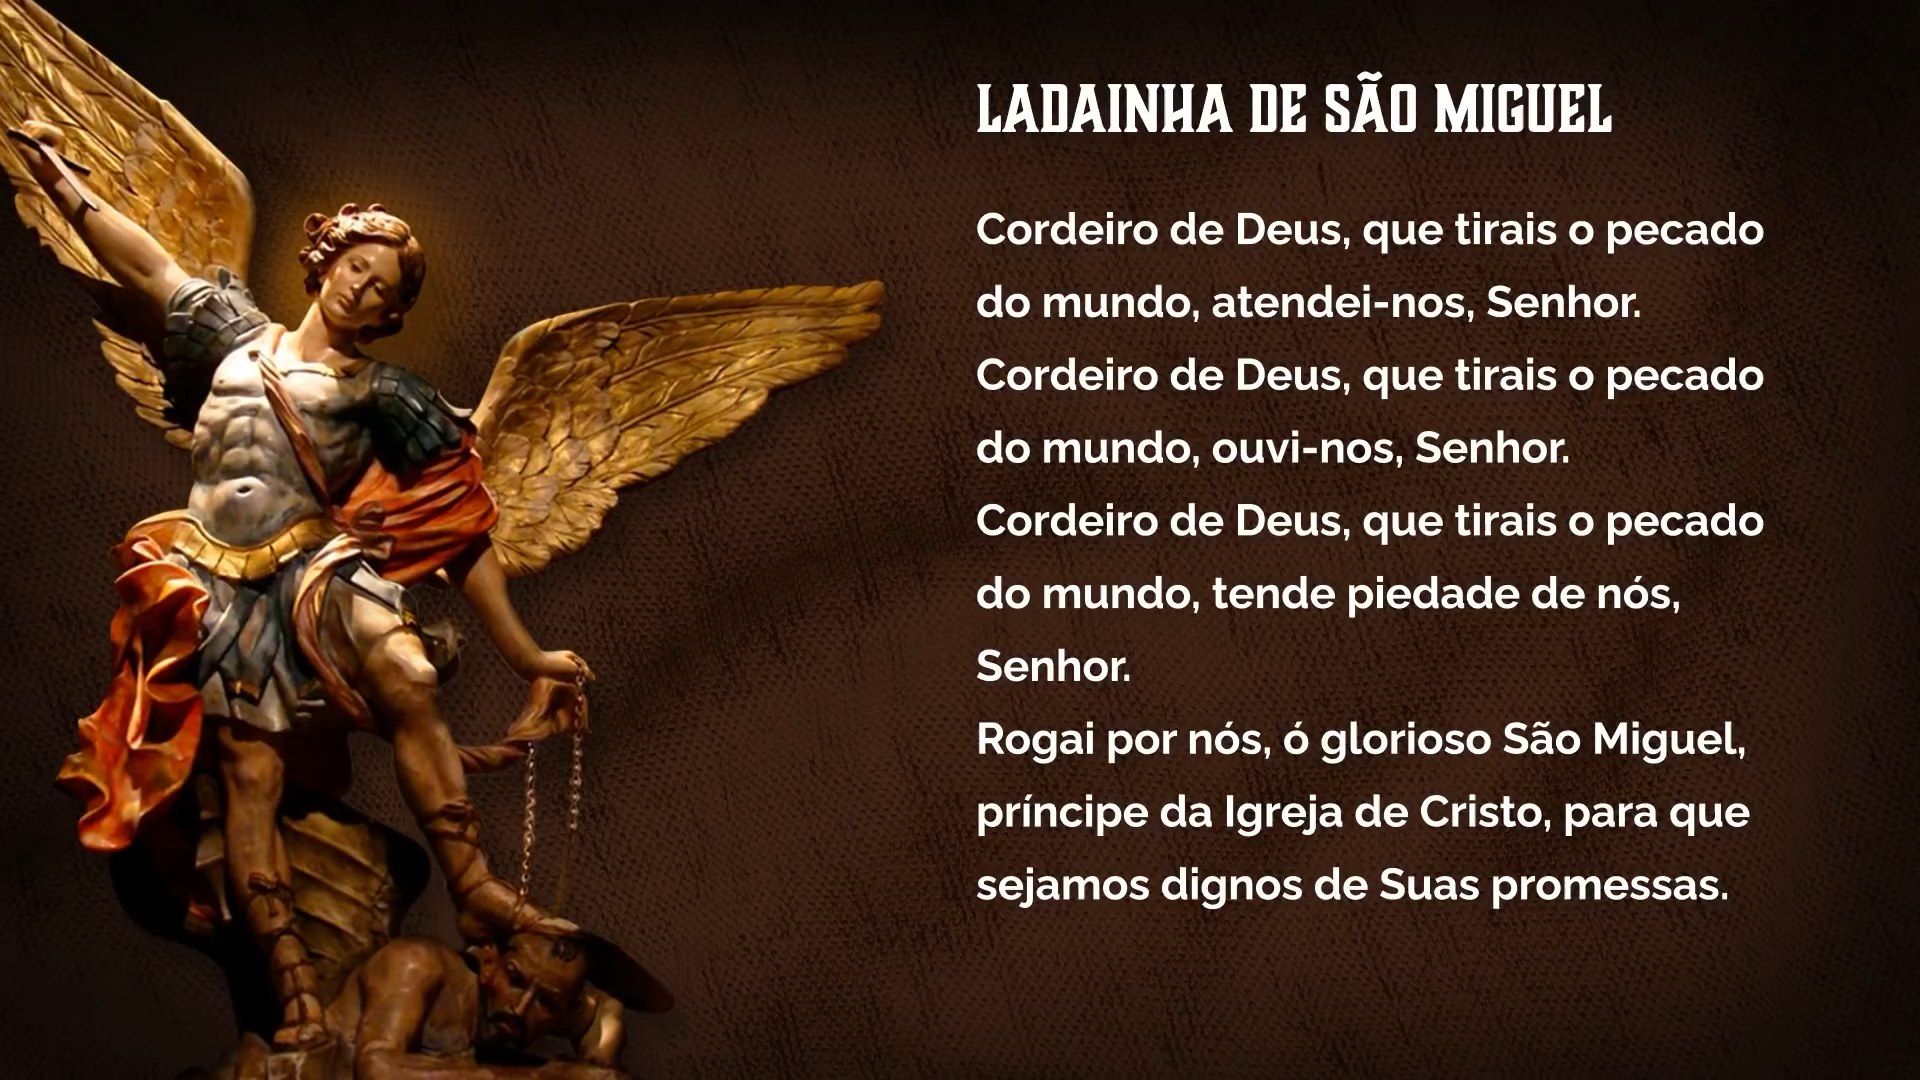 LADAINHA DE SÃO MIGUEL
Cordeiro de Deus, que tirais o pecado
do mundo, atendei-nos, Senhor.
Cordeiro de Deus, que tirais o pecado
do mundo, ouvi-nos, Senhor.
Cordeiro de Deus, que tirais o pecado
do mundo, tende piedade de nós,
Senhor.
Rogai por nós, ó glorioso São Miguel,
príncipe da Igreja de Cristo, para que
sejamos dignos de Suas promessas.